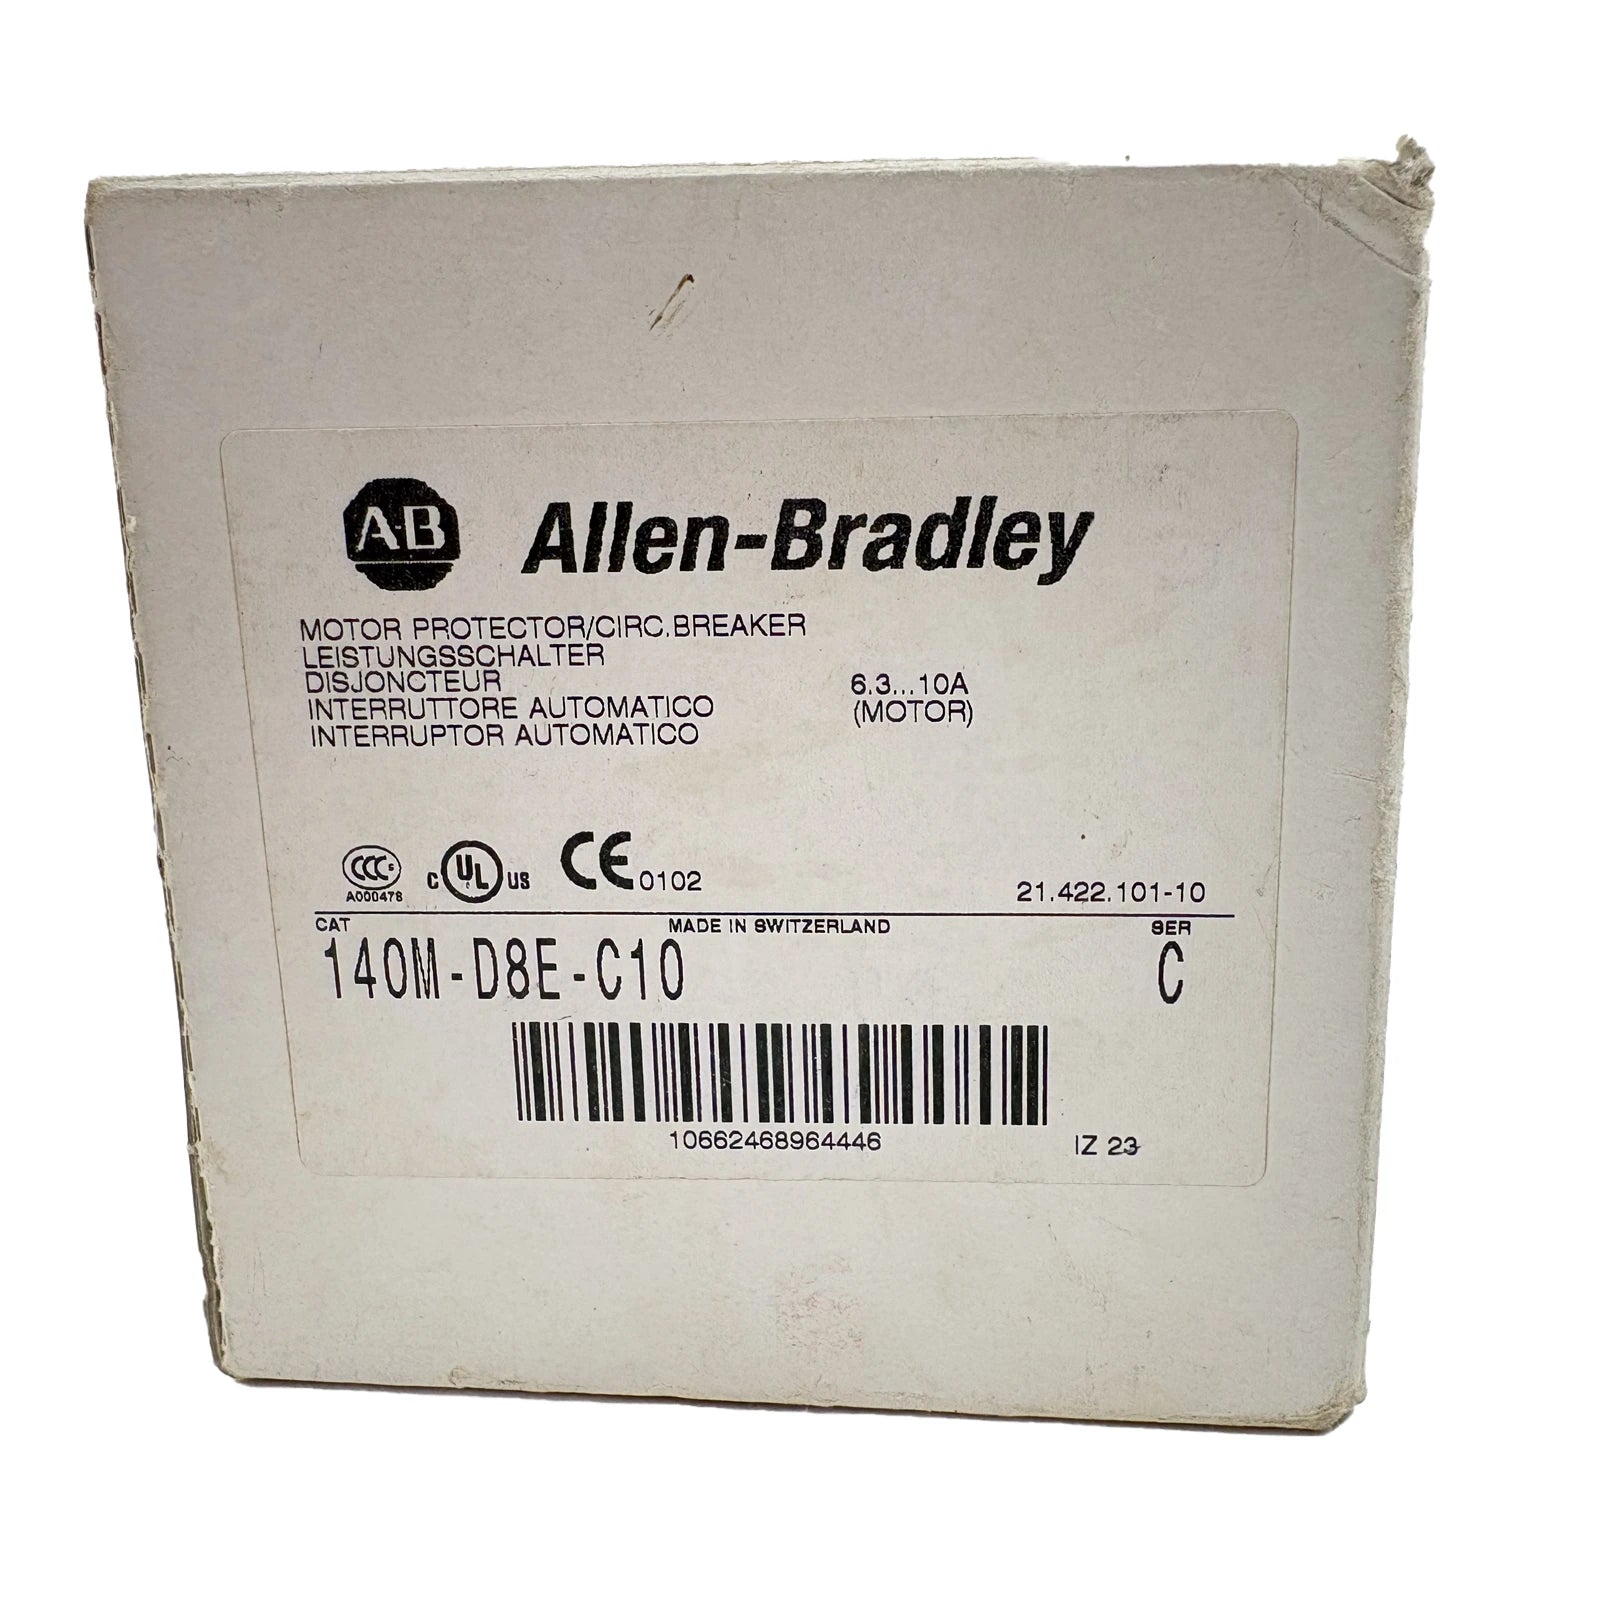 A-B Allen-Bradley
MOTOR PROTECTOR/CIRC.BREAKER
LEISTUNGSSCHALTER
DISJONCTEUR 6.3...10A
INTERRUTTORE AUTOMATICO (MOTOR)
INTERRUPTOR AUTOMATICO
CCC S
A000478
C UL US
CE 0102 21.422.101-10
CAT MADE IN SWITZERLAND SER
140M-D8E-C10 C
10662468964446 IZ 23